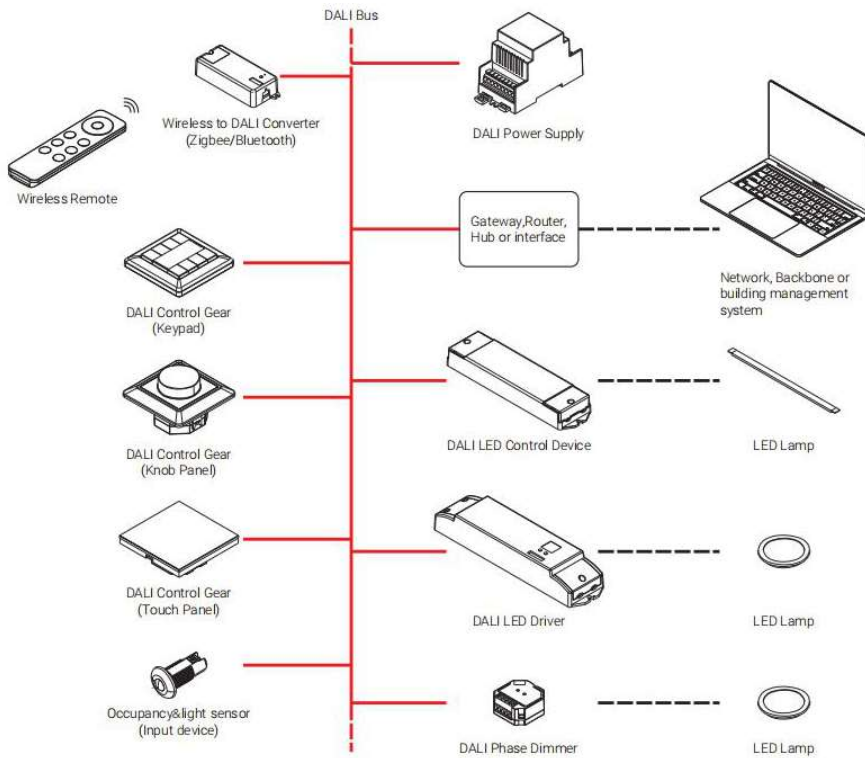 DALI Bus
Wireless to DALI Converter
(Zigbee/Bluetooth)
DALI Power Supply
Wireless Remote
Gateway,Router,
Hub or interface
Network, Backbone or
building management
system
DALI Control Gear
(Keypad)
DALI Control Gear
(Knob Panel)
DALI LED Control Device
LED Lamp
DALI Control Gear
(Touch Panel)
DALI LED Driver
LED Lamp
Occupancy&light sensor
(Input device)
DALI Phase Dimmer
LED Lamp